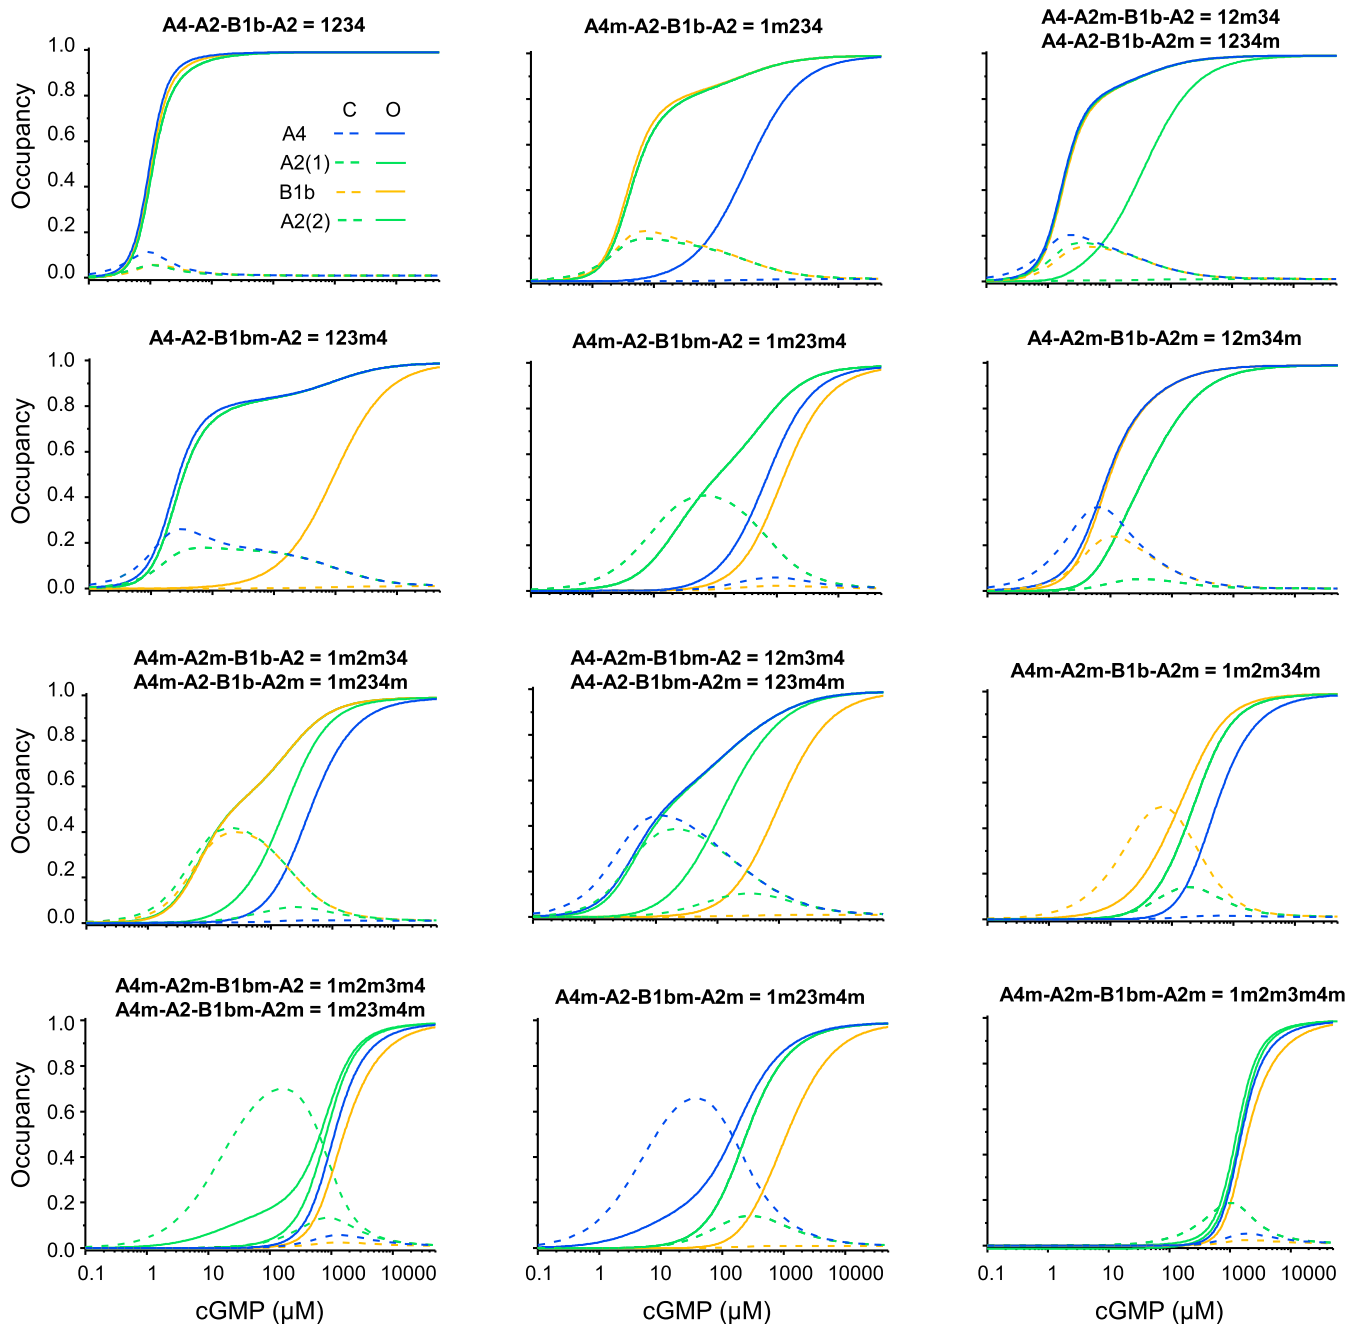 A4-A2-B1b-A2 = 1234
A4m-A2-B1b-A2 = 1m234
A4-A2m-B1b-A2 = 12m34
A4-A2-B1b-A2m = 1234m
Occupancy
1.0
0.8
0.6
0.4
0.2
0.0
C O
A4
A2(1)
B1b
A2(2)
A4-A2-B1bm-A2 = 123m4
A4m-A2-B1bm-A2 = 1m23m4
A4-A2m-B1b-A2m = 12m34m
Occupancy
1.0
0.8
0.6
0.4
0.2
0.0
A4m-A2m-B1b-A2 = 1m2m34
A4m-A2-B1b-A2m = 1m234m
A4-A2m-B1bm-A2 = 12m3m4
A4-A2-B1bm-A2m = 123m4m
A4m-A2m-B1b-A2m = 1m2m34m
Occupancy
1.0
0.8
0.6
0.4
0.2
0.0
A4m-A2m-B1bm-A2 = 1m2m3m4
A4m-A2-B1bm-A2m = 1m23m4m
A4m-A2-B1bm-A2m = 1m23m4m
A4m-A2m-B1bm-A2m = 1m2m3m4m
Occupancy
1.0
0.8
0.6
0.4
0.2
0.0
0.1 1 10 100 1000 10000
0.1 1 10 100 1000 10000
0.1 1 10 100 1000 10000
cGMP (µM)
cGMP (µM)
cGMP (µM)